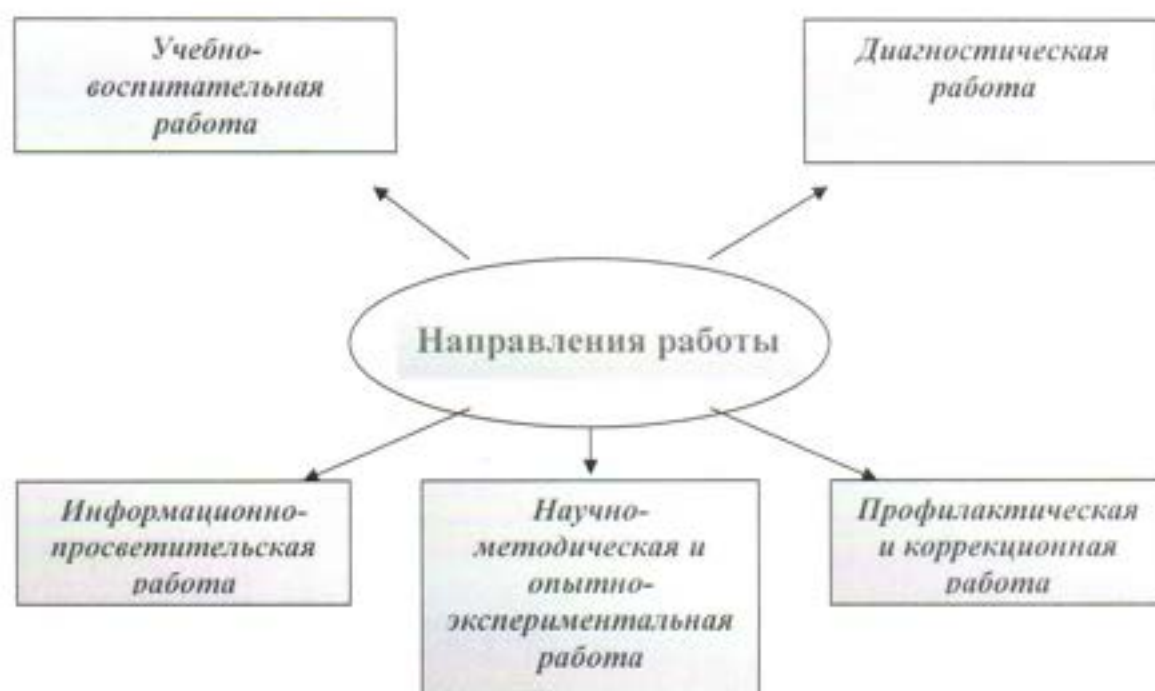 Учебно-
воспитательная
работа
Диагностическая
работа
Направления работы
Информационно-
просветительская
работа
Научно-
методическая и
опытно-
экспериментальная
работа
Профилактическая
и коррекционная
работа